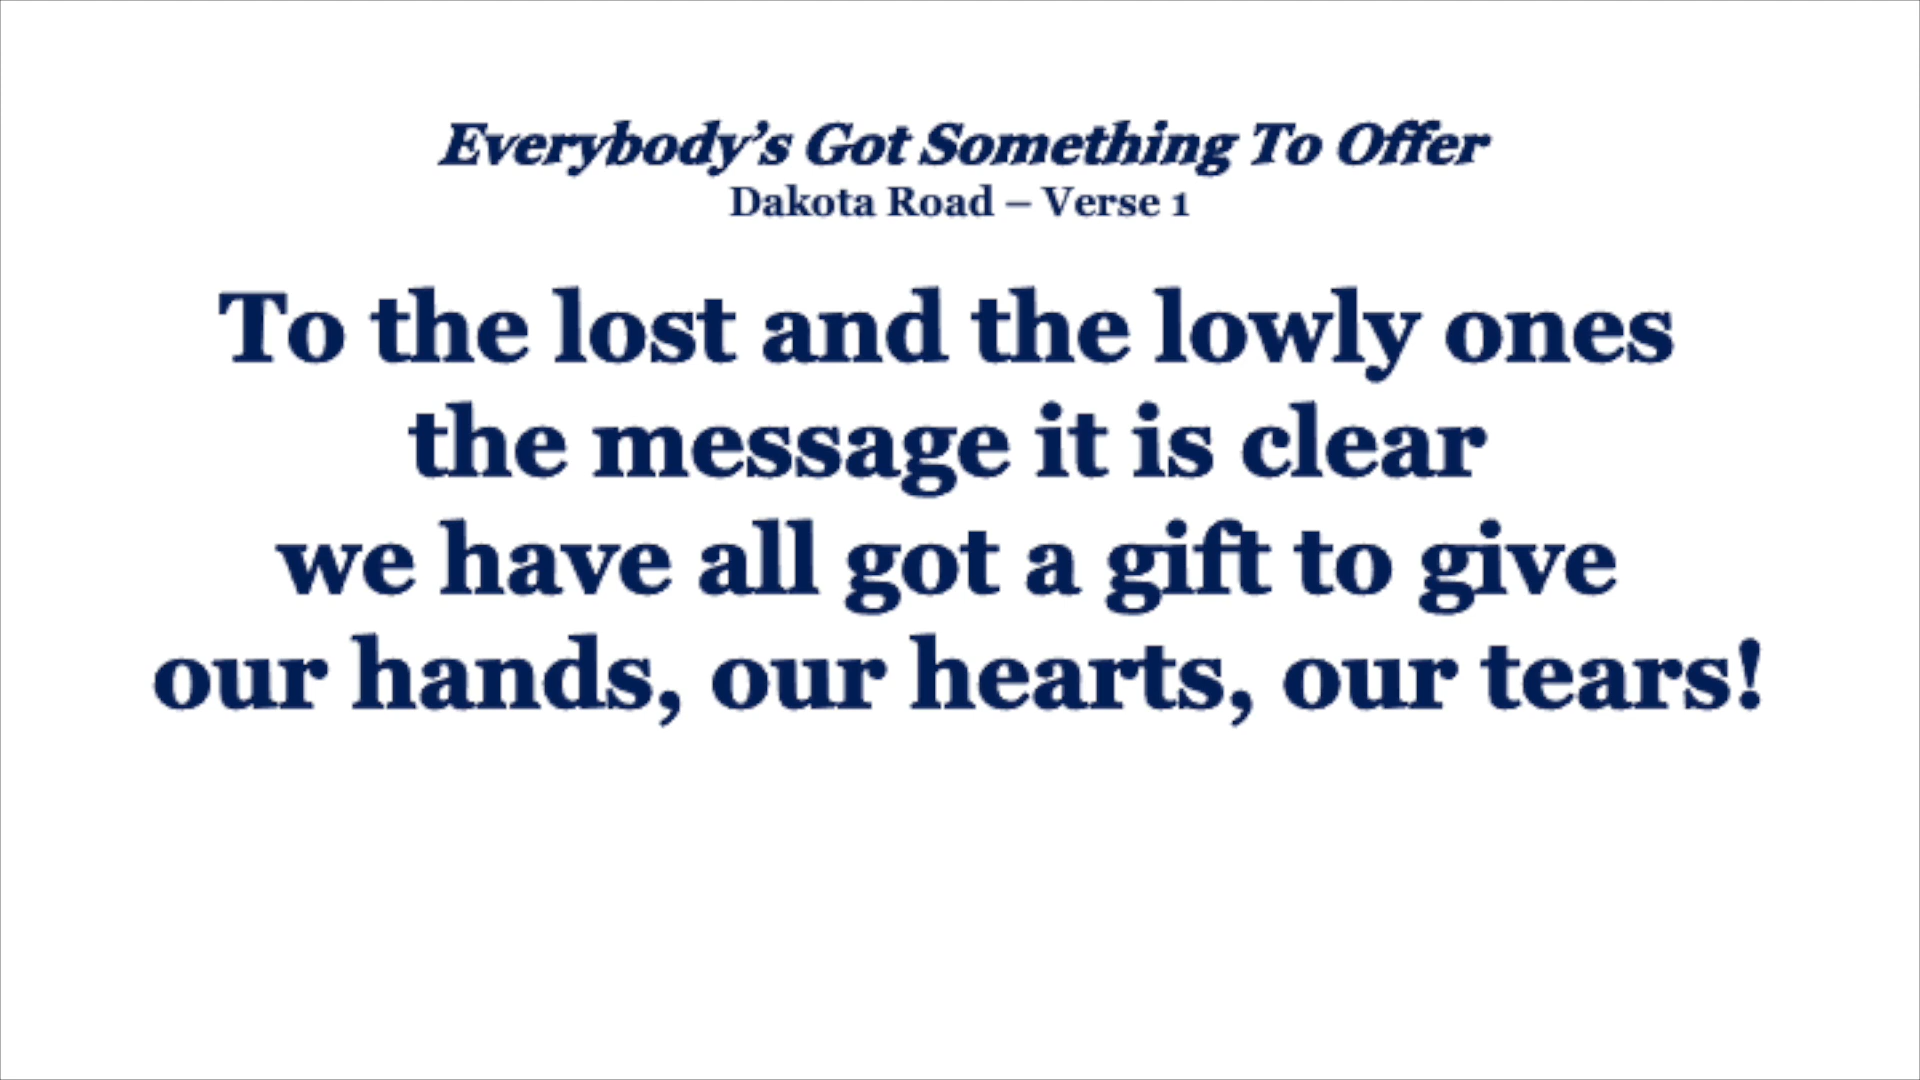 Everybody’s Got Something To Offer
Dakota Road – Verse 1
To the lost and the lowly ones
the message it is clear
we have all got a gift to give
our hands, our hearts, our tears!